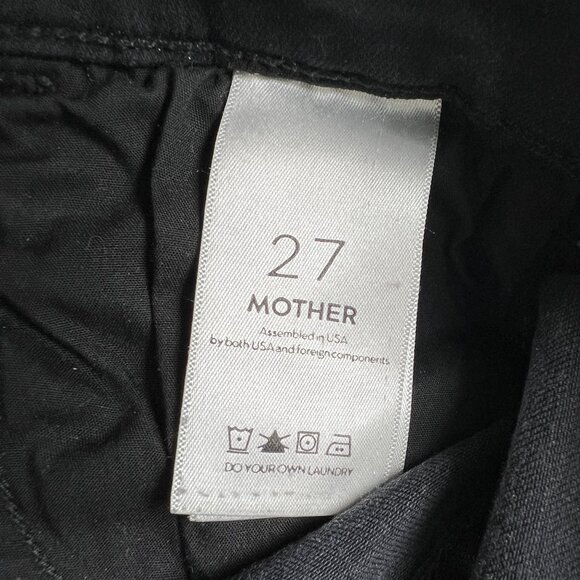 27
MOTHER
Assembled in USA
by both USA and foreign components
DO YOUR OWN LAUNDRY